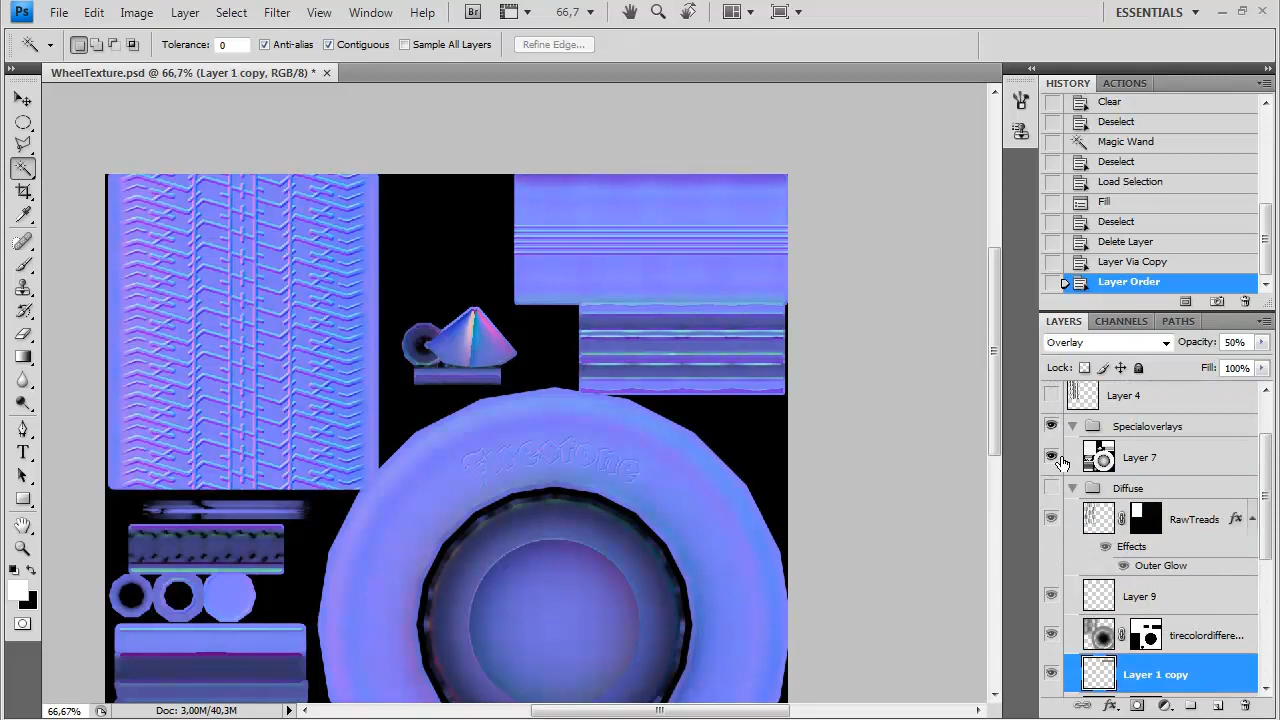 Ps File Edit Image Layer Select Filter View Window Help Br 66,7 ESSENTIALS
Tolerance: 0 Anti-alias Contiguous Sample All Layers Refine Edge...
WheelTexture.psd @ 66,7% (Layer 1 copy, RGB/8) *
HISTORY ACTIONS
Clear
Deselect
Magic Wand
Deselect
Load Selection
Fill
Deselect
Delete Layer
Layer Via Copy
Layer Order
LAYERS CHANNELS PATHS
Overlay Opacity: 50%
Lock: Fill: 100%
Layer 4
Specialoverlays
Layer 7
Diffuse
RawTreads fx
Effects
Outer Glow
Layer 9
tirecolordiffere...
Layer 1 copy
Firestone
66,67% Doc: 3,00M/40,3M